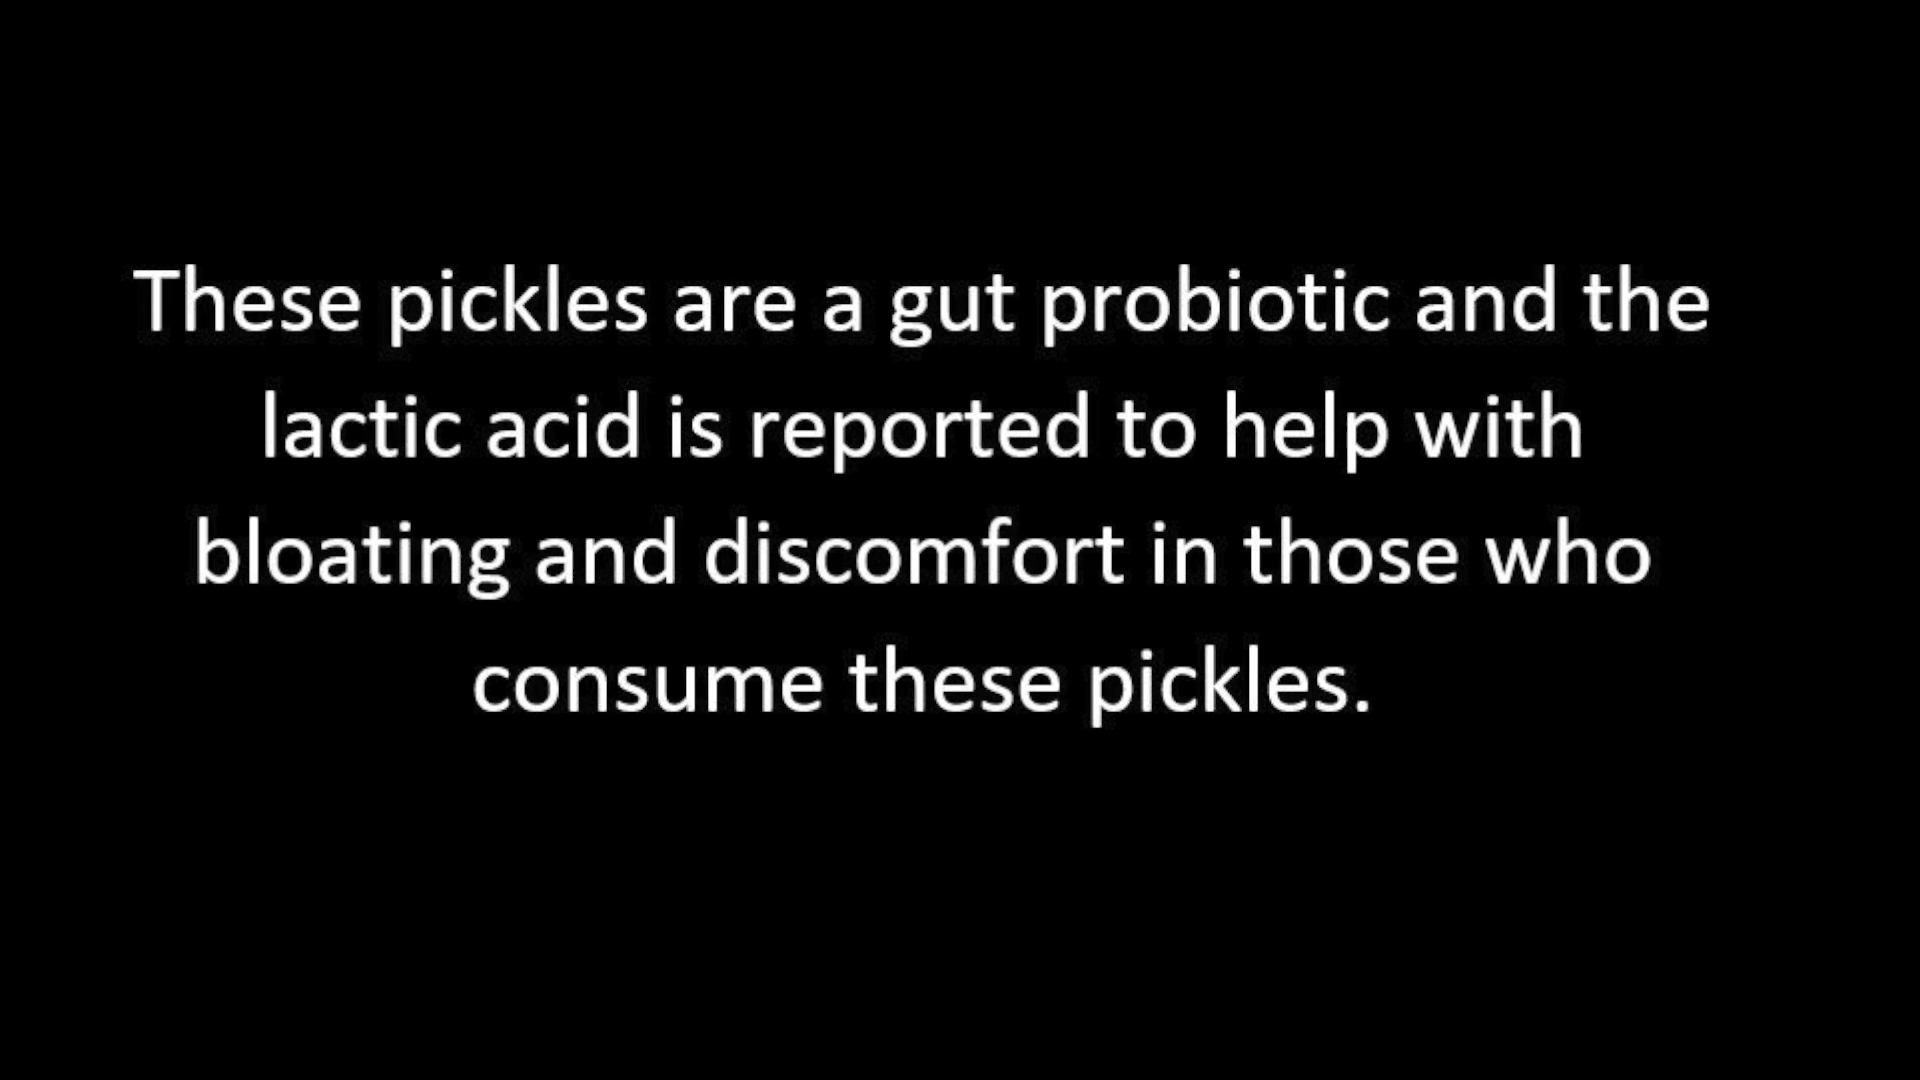 These pickles are a gut probiotic and the
lactic acid is reported to help with
bloating and discomfort in those who
consume these pickles.